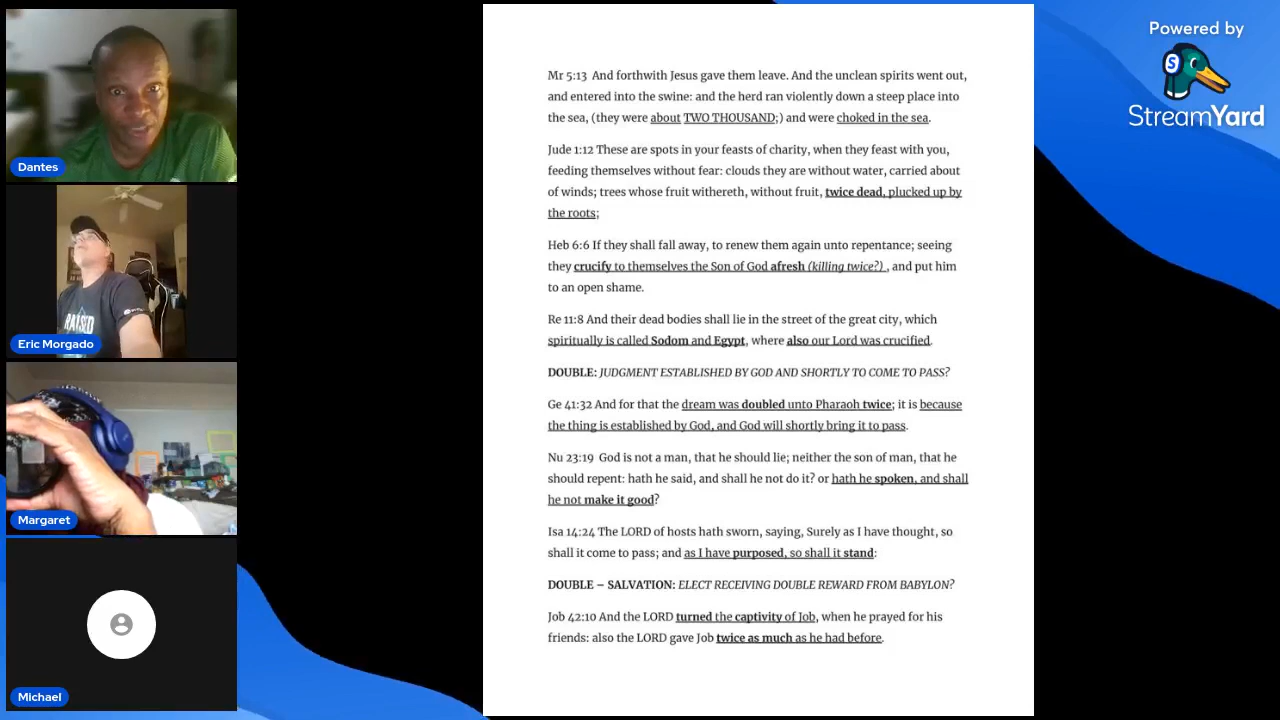 Mr 5:13 And forthwith Jesus gave them leave. And the unclean spirits went out,
and entered into the swine: and the herd ran violently down a steep place into
the sea, (they were about TWO THOUSAND;) and were choked in the sea.
Jude 1:12 These are spots in your feasts of charity, when they feast with you,
feeding themselves without fear: clouds they are without water, carried about
of winds; trees whose fruit withereth, without fruit, twice dead, plucked up by
the roots;
Heb 6:6 If they shall fall away, to renew them again unto repentance; seeing
they crucify to themselves the Son of God afresh (killing twice?) , and put him
to an open shame.
Re 11:8 And their dead bodies shall lie in the street of the great city, which
spiritually is called Sodom and Egypt, where also our Lord was crucified.
DOUBLE: JUDGMENT ESTABLISHED BY GOD AND SHORTLY TO COME TO PASS?
Ge 41:32 And for that the dream was doubled unto Pharaoh twice; it is because
the thing is established by God, and God will shortly bring it to pass.
Nu 23:19 God is not a man, that he should lie; neither the son of man, that he
should repent: hath he said, and shall he not do it? or hath he spoken, and shall
he not make it good?
Isa 14:24 The LORD of hosts hath sworn, saying, Surely as I have thought, so
shall it come to pass; and as I have purposed, so shall it stand:
DOUBLE – SALVATION: ELECT RECEIVING DOUBLE REWARD FROM BABYLON?
Job 42:10 And the LORD turned the captivity of Job, when he prayed for his
friends: also the LORD gave Job twice as much as he had before.
Dantes
Eric Morgado
Margaret
Michael
Powered by
S
StreamYard